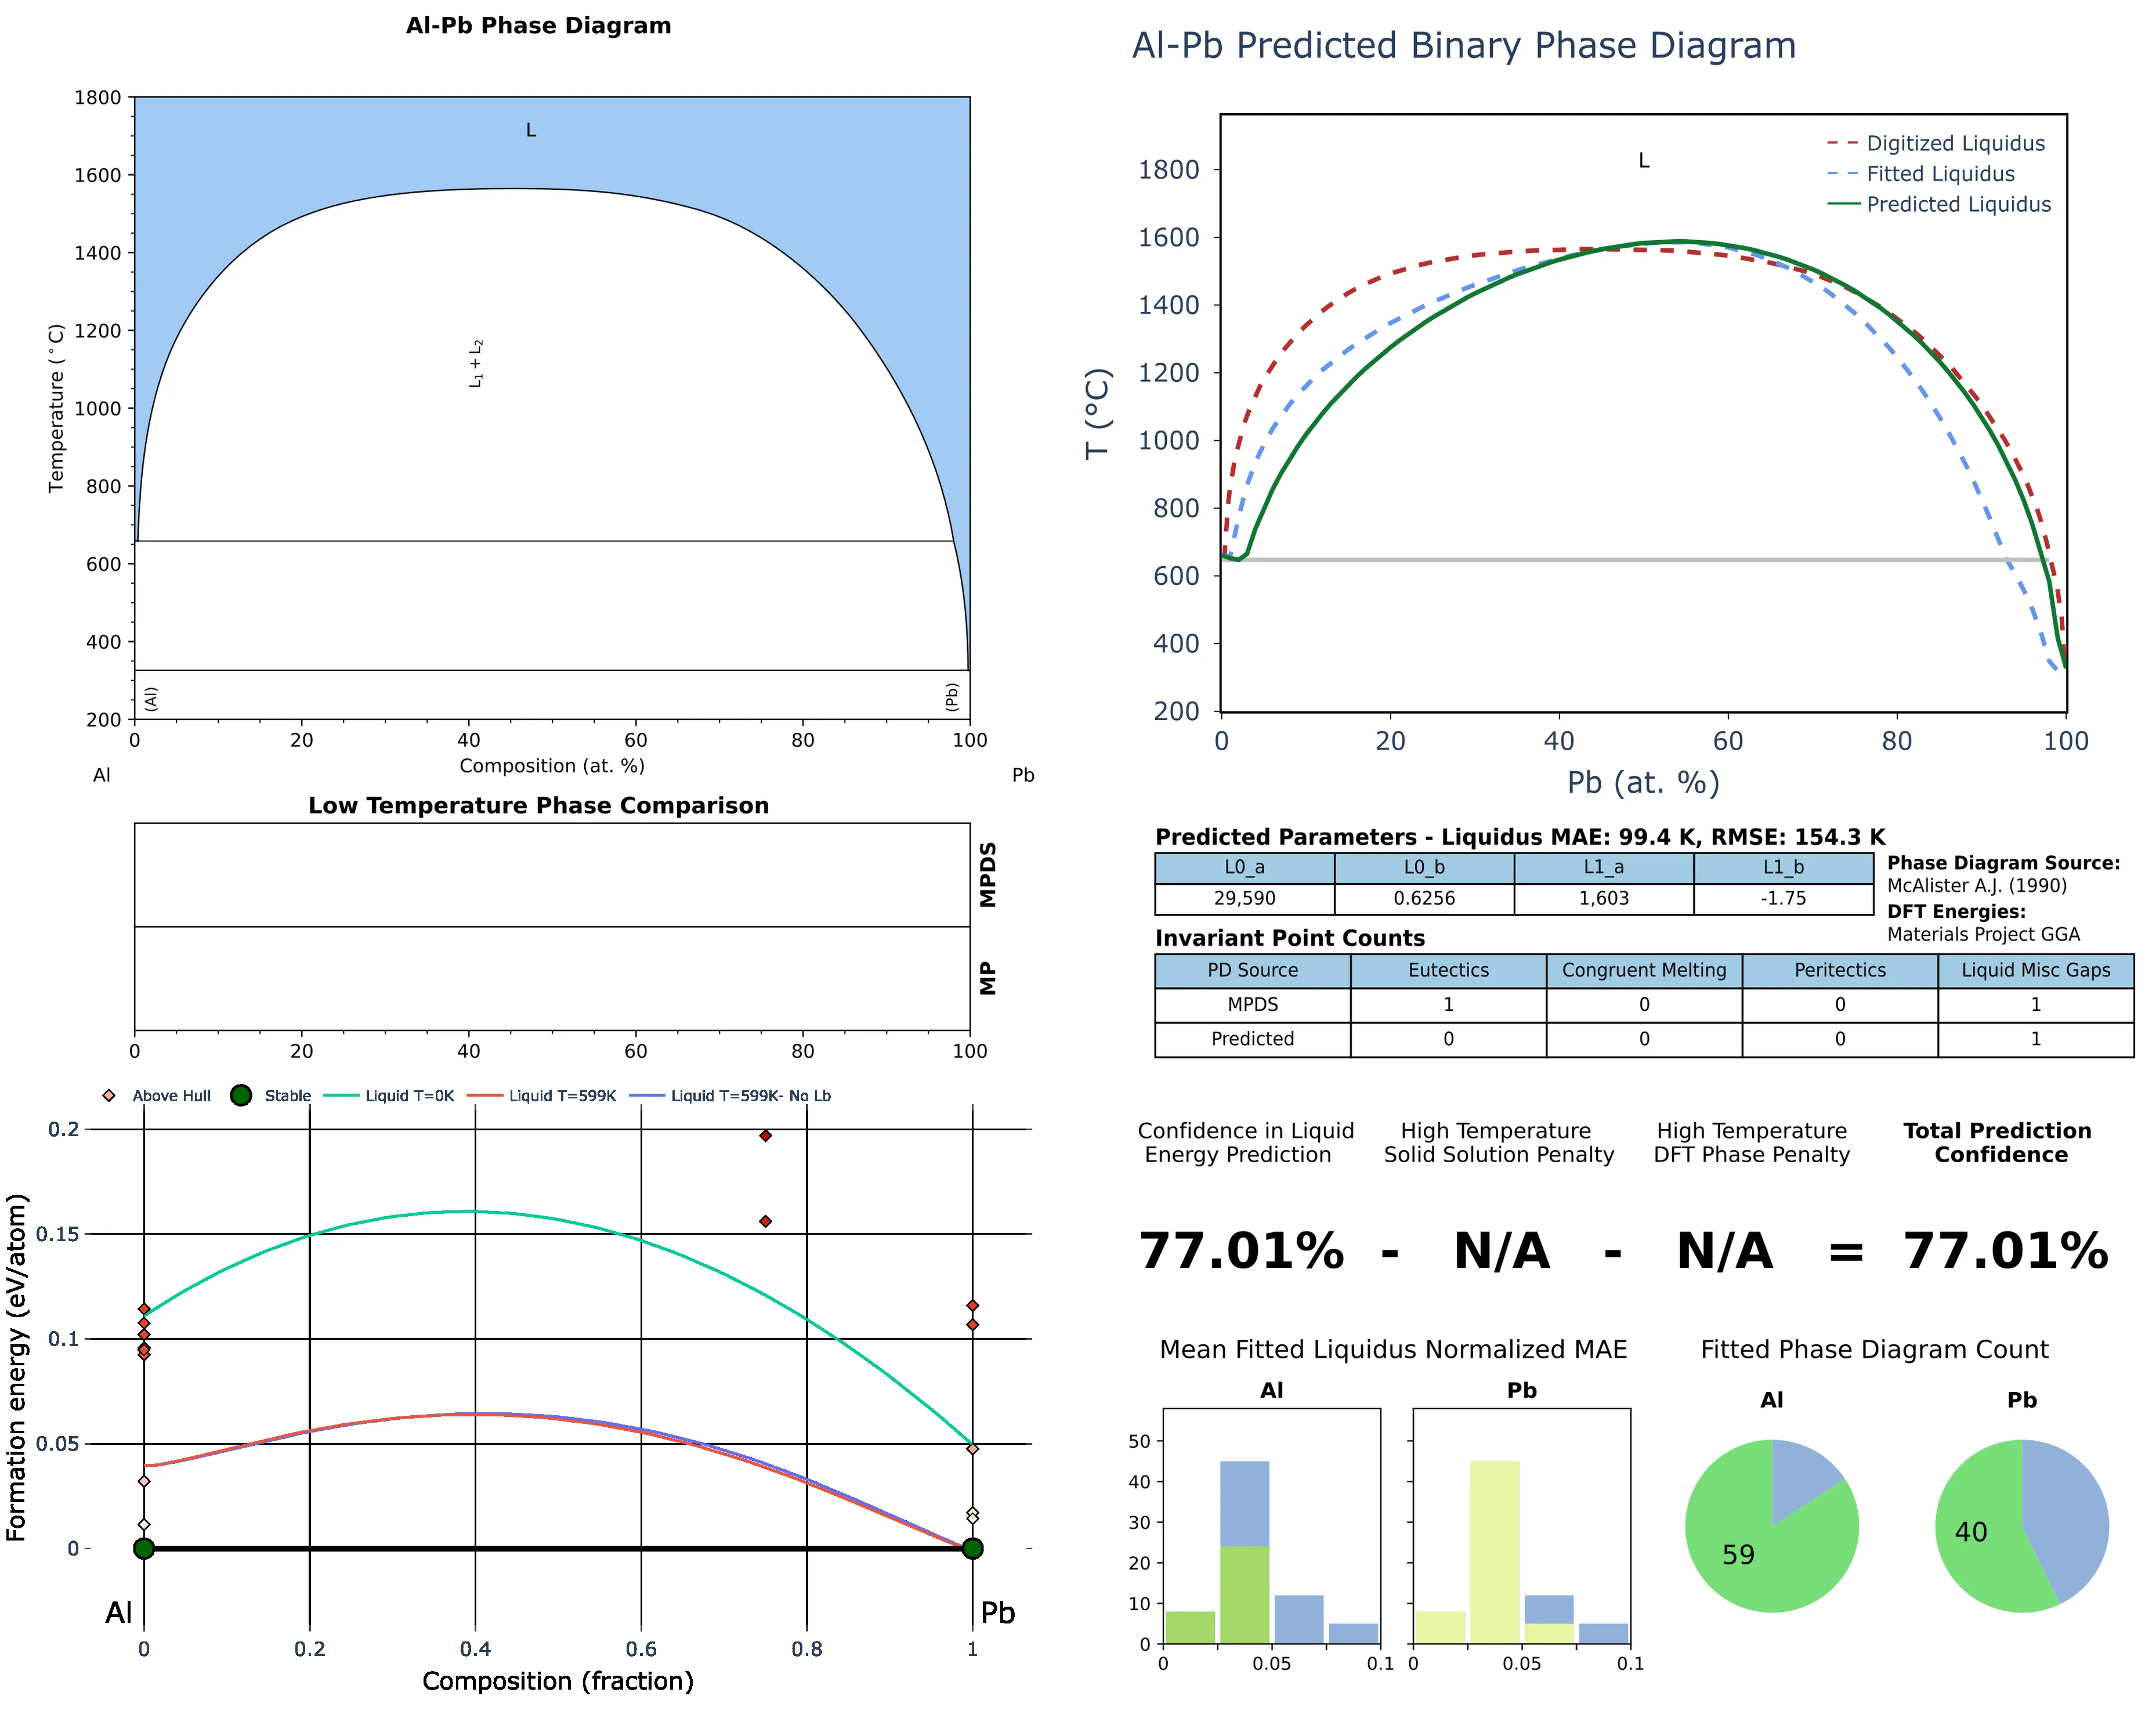 Al-Pb Phase Diagram
1800
1600
1400
1200
1000
800
600
400
200
Temperature (°C)
L
L1 + L2
(Al)
(Pb)
0
20
40
60
80
100
Composition (at. %)
Al
Pb
Low Temperature Phase Comparison
MPDS
MP
0
20
40
60
80
100
Above Hull
Stable
Liquid T=0K
Liquid T=599K
Liquid T=599K- No Lb
0.2
0.15
0.1
0.05
0
Formation energy (eV/atom)
Al
Pb
0
0.2
0.4
0.6
0.8
1
Composition (fraction)
Al-Pb Predicted Binary Phase Diagram
L
Digitized Liquidus
Fitted Liquidus
Predicted Liquidus
1800
1600
1400
1200
1000
800
600
400
200
T (°C)
0
20
40
60
80
100
Pb (at. %)
Predicted Parameters - Liquidus MAE: 99.4 K, RMSE: 154.3 K
L0_a L0_b L1_a L1_b
29,590 0.6256 1,603 -1.75
Phase Diagram Source:
McAlister A.J. (1990)
DFT Energies:
Materials Project GGA
Invariant Point Counts
PD Source Eutectics Congruent Melting Peritectics Liquid Misc Gaps
MPDS 1 0 0 1
Predicted 0 0 0 1
Confidence in Liquid
Energy Prediction
High Temperature
Solid Solution Penalty
High Temperature
DFT Phase Penalty
Total Prediction
Confidence
77.01% - N/A - N/A = 77.01%
Mean Fitted Liquidus Normalized MAE
Al
Pb
50
40
30
20
10
0
0
0.05
0.1
0
0.05
0.1
Fitted Phase Diagram Count
Al
Pb
59
40